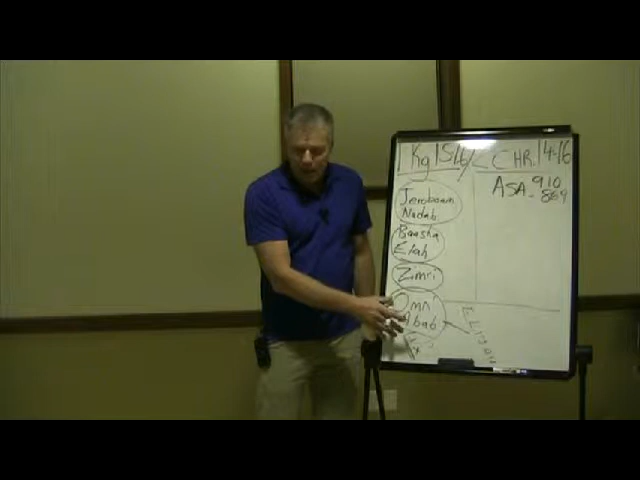 1 Kg 15-16/2 CHR. 14-16
ASA 910
- 869
Jeroboam
Nadab
Baasha
Elah
Zimri
Omri
Ahab